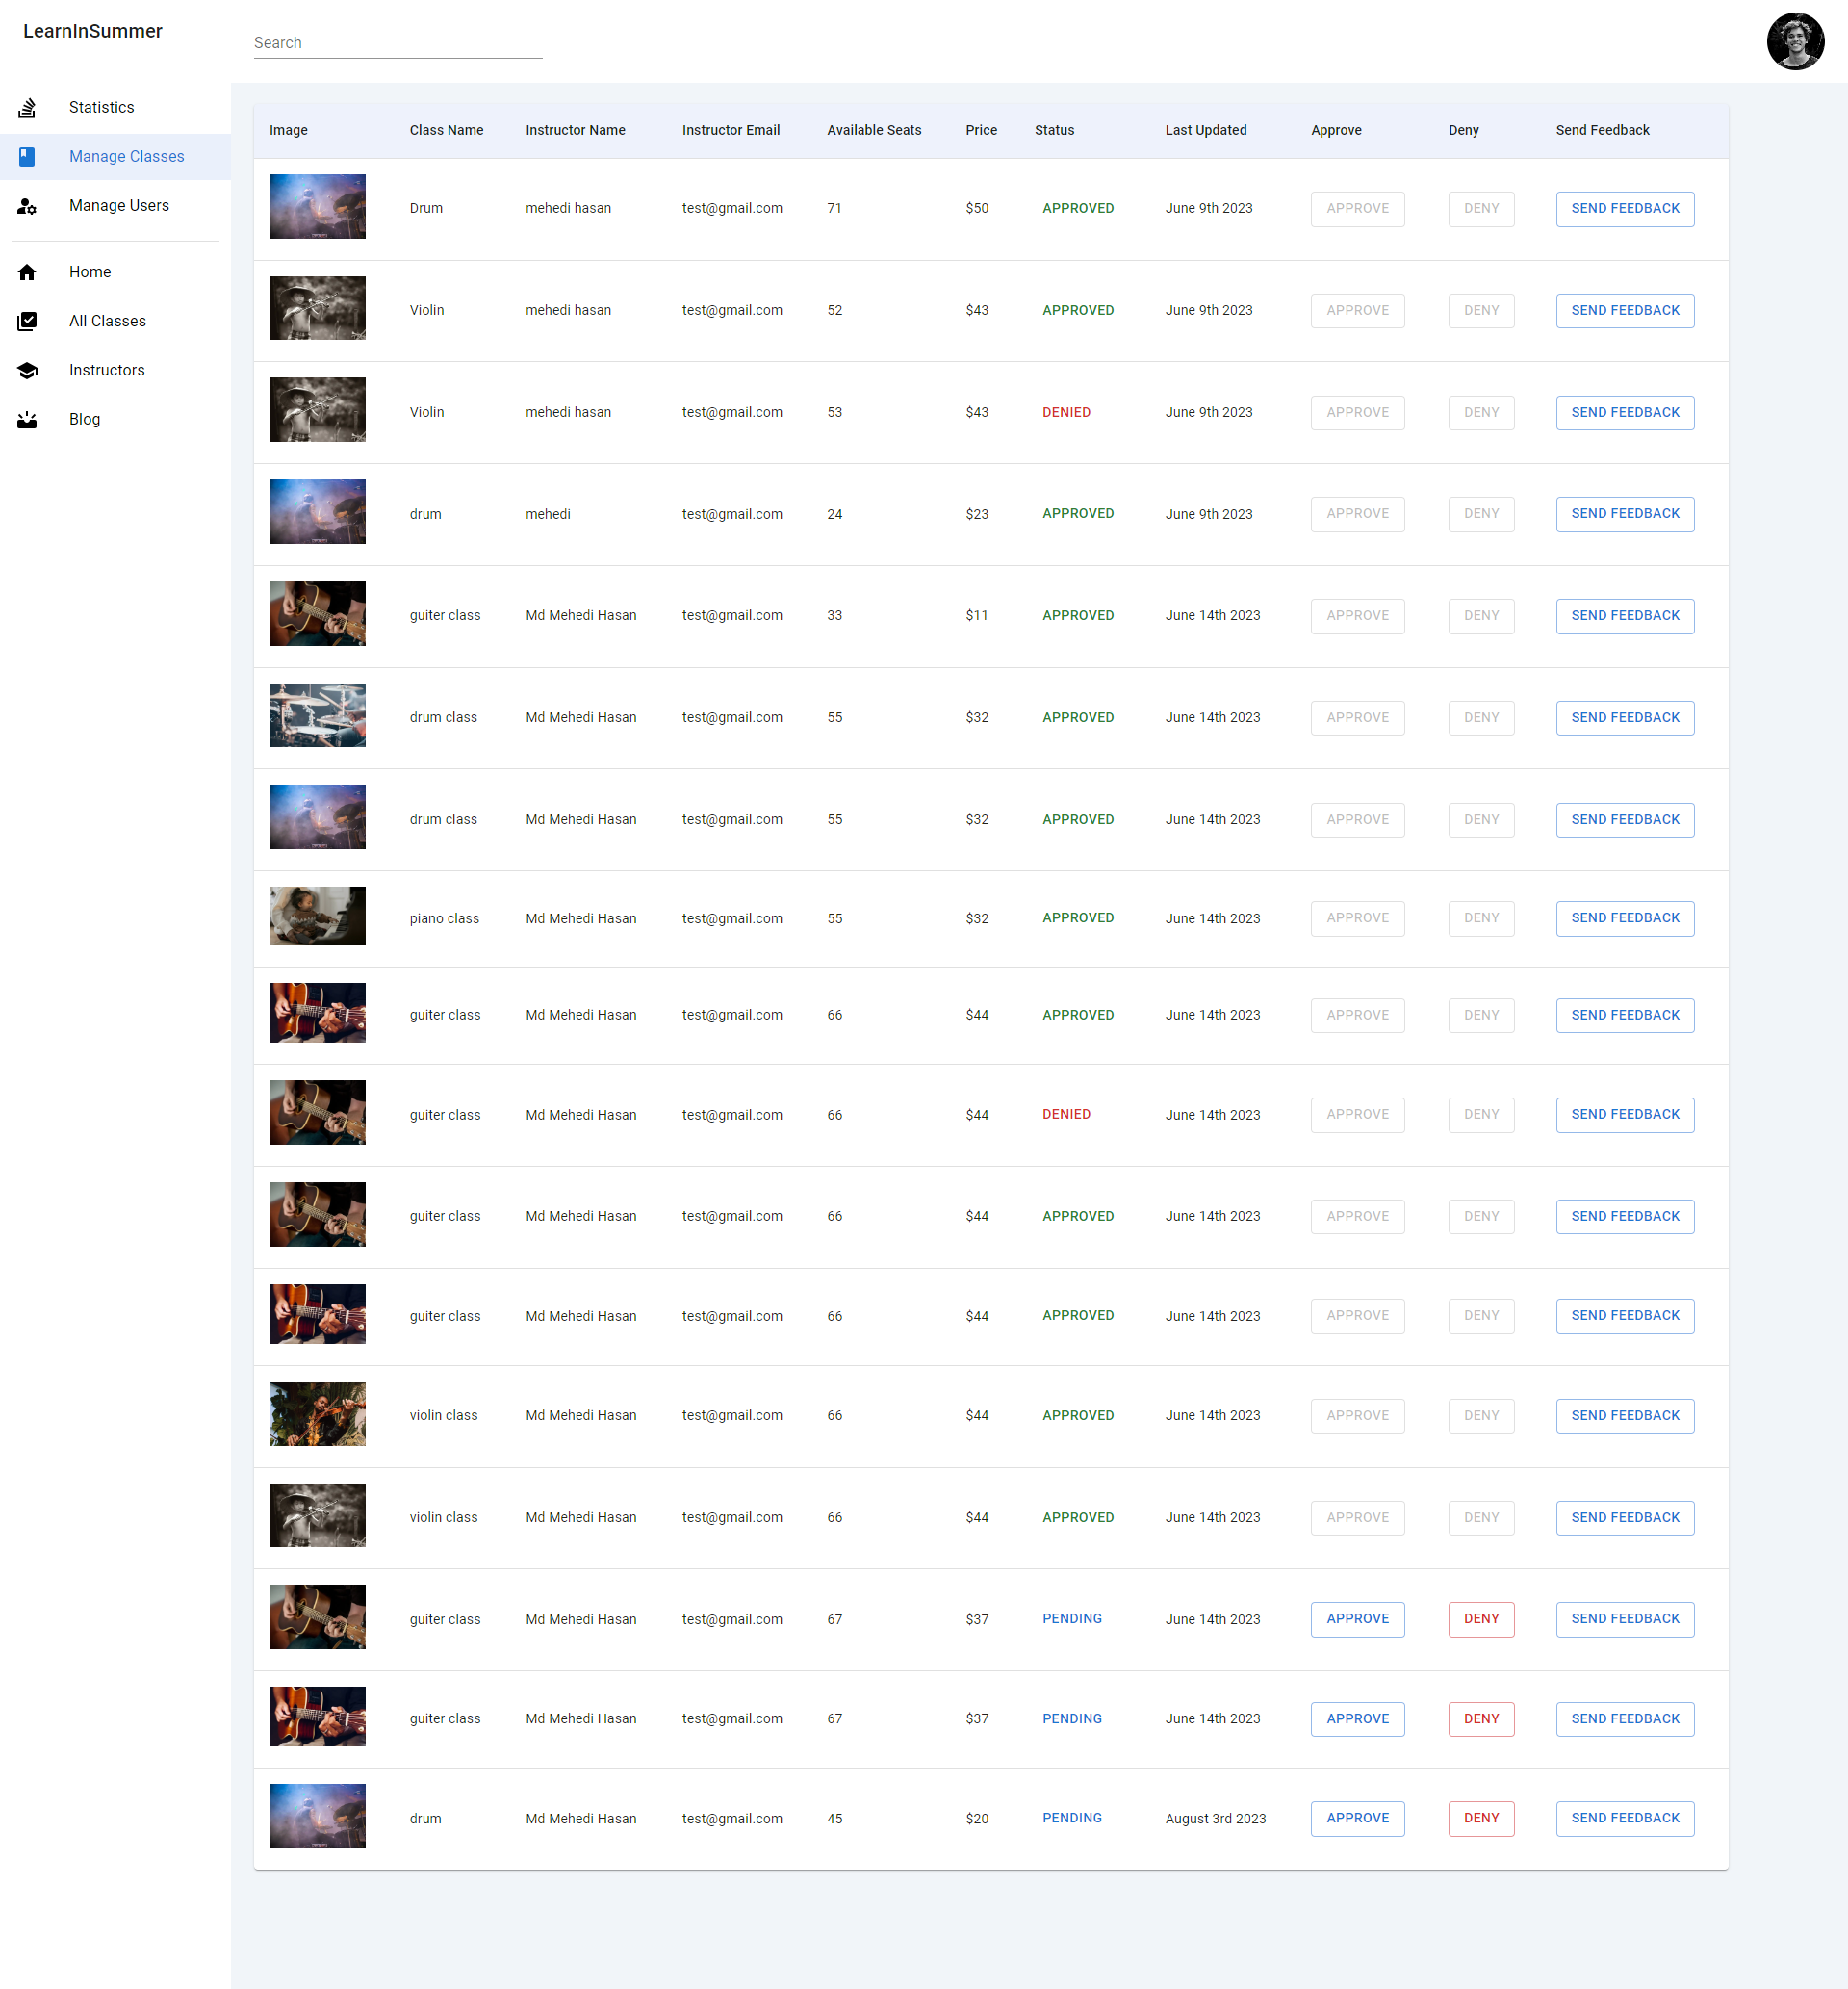 LearnInSummer
Search
Statistics
Manage Classes
Manage Users
Home
All Classes
Instructors
Blog
Image Class Name Instructor Name Instructor Email Available Seats Price Status Last Updated Approve Deny Send Feedback
Drum mehedi hasan test@gmail.com 71 $50 APPROVED June 9th 2023 APPROVE DENY SEND FEEDBACK
Violin mehedi hasan test@gmail.com 52 $43 APPROVED June 9th 2023 APPROVE DENY SEND FEEDBACK
Violin mehedi hasan test@gmail.com 53 $43 DENIED June 9th 2023 APPROVE DENY SEND FEEDBACK
drum mehedi test@gmail.com 24 $23 APPROVED June 9th 2023 APPROVE DENY SEND FEEDBACK
guiter class Md Mehedi Hasan test@gmail.com 33 $11 APPROVED June 14th 2023 APPROVE DENY SEND FEEDBACK
drum class Md Mehedi Hasan test@gmail.com 55 $32 APPROVED June 14th 2023 APPROVE DENY SEND FEEDBACK
drum class Md Mehedi Hasan test@gmail.com 55 $32 APPROVED June 14th 2023 APPROVE DENY SEND FEEDBACK
piano class Md Mehedi Hasan test@gmail.com 55 $32 APPROVED June 14th 2023 APPROVE DENY SEND FEEDBACK
guiter class Md Mehedi Hasan test@gmail.com 66 $44 APPROVED June 14th 2023 APPROVE DENY SEND FEEDBACK
guiter class Md Mehedi Hasan test@gmail.com 66 $44 DENIED June 14th 2023 APPROVE DENY SEND FEEDBACK
guiter class Md Mehedi Hasan test@gmail.com 66 $44 APPROVED June 14th 2023 APPROVE DENY SEND FEEDBACK
guiter class Md Mehedi Hasan test@gmail.com 66 $44 APPROVED June 14th 2023 APPROVE DENY SEND FEEDBACK
violin class Md Mehedi Hasan test@gmail.com 66 $44 APPROVED June 14th 2023 APPROVE DENY SEND FEEDBACK
violin class Md Mehedi Hasan test@gmail.com 66 $44 APPROVED June 14th 2023 APPROVE DENY SEND FEEDBACK
guiter class Md Mehedi Hasan test@gmail.com 67 $37 PENDING June 14th 2023 APPROVE DENY SEND FEEDBACK
guiter class Md Mehedi Hasan test@gmail.com 67 $37 PENDING June 14th 2023 APPROVE DENY SEND FEEDBACK
drum Md Mehedi Hasan test@gmail.com 45 $20 PENDING August 3rd 2023 APPROVE DENY SEND FEEDBACK